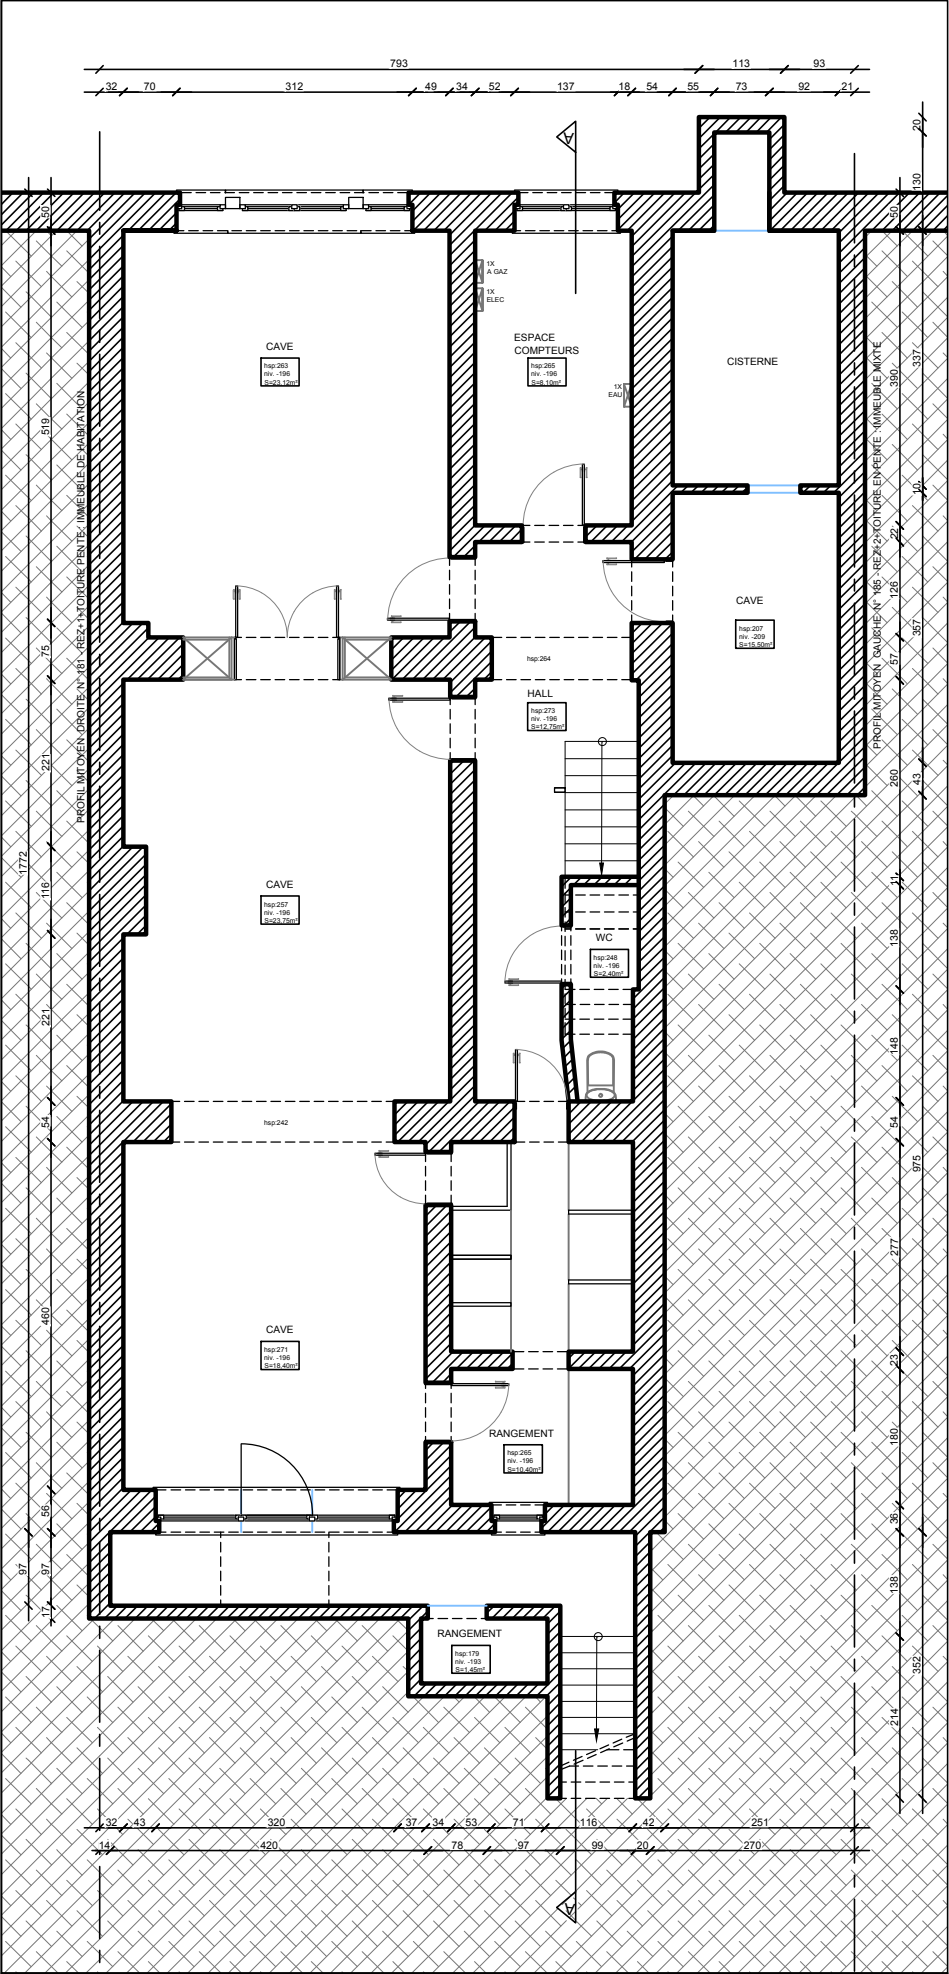 793
113
93
32
70
312
49
34
52
137
18
54
55
73
92
21
20
130
50
50
1X
A GAZ
1X
ELEC
ESPACE
COMPTEURS
hsp:265
niv. -196
S=8.10m²
1X
EAU
CAVE
hsp:263
niv. -196
S=23.12m²
CISTERNE
337
390
10
519
22
126
357
57
75
CAVE
hsp:207
niv. -209
S=15.50m²
hsp:264
HALL
hsp:273
niv. -196
S=12.75m²
PROFIL MITOYEN DROITE N° 181 - REZ+1+TOITURE PENTE : IMMEUBLE DE HABITATION
PROFIL MITOYEN GAUCHE N° 185 - REZ+2+TOITURE EN PENTE : IMMEUBLE MIXTE
221
260
43
1772
116
11
CAVE
hsp:257
niv. -196
S=23.75m²
WC
hsp:248
niv. -196
S=2.40m²
138
221
148
54
hsp:242
54
975
277
460
CAVE
hsp:271
niv. -196
S=18.40m²
23
RANGEMENT
hsp:265
niv. -196
S=10.40m²
180
56
36
97
97
138
17
RANGEMENT
hsp:179
niv. -193
S=1.45m²
352
214
32
43
320
37
34
53
71
116
42
251
14
420
78
97
99
20
270
A
A